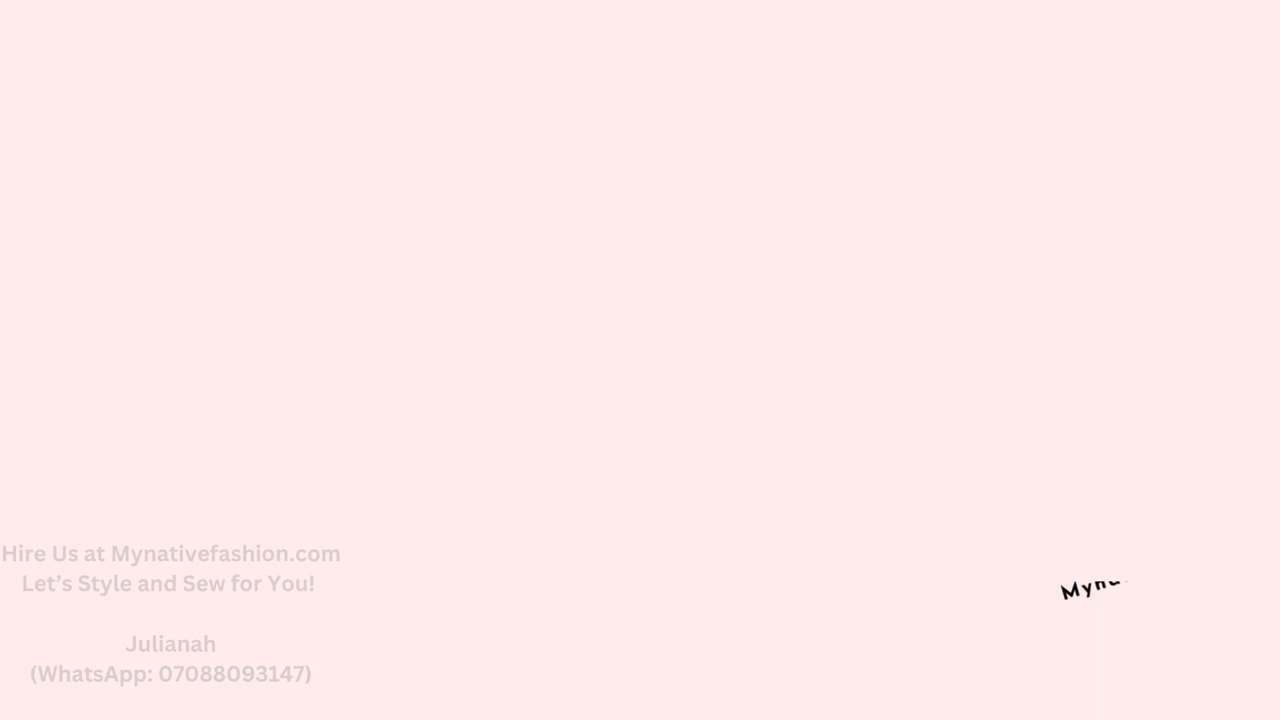 Hire Us at Mynativefashion.com
Let’s Style and Sew for You!
Julianah
(WhatsApp: 07088093147)